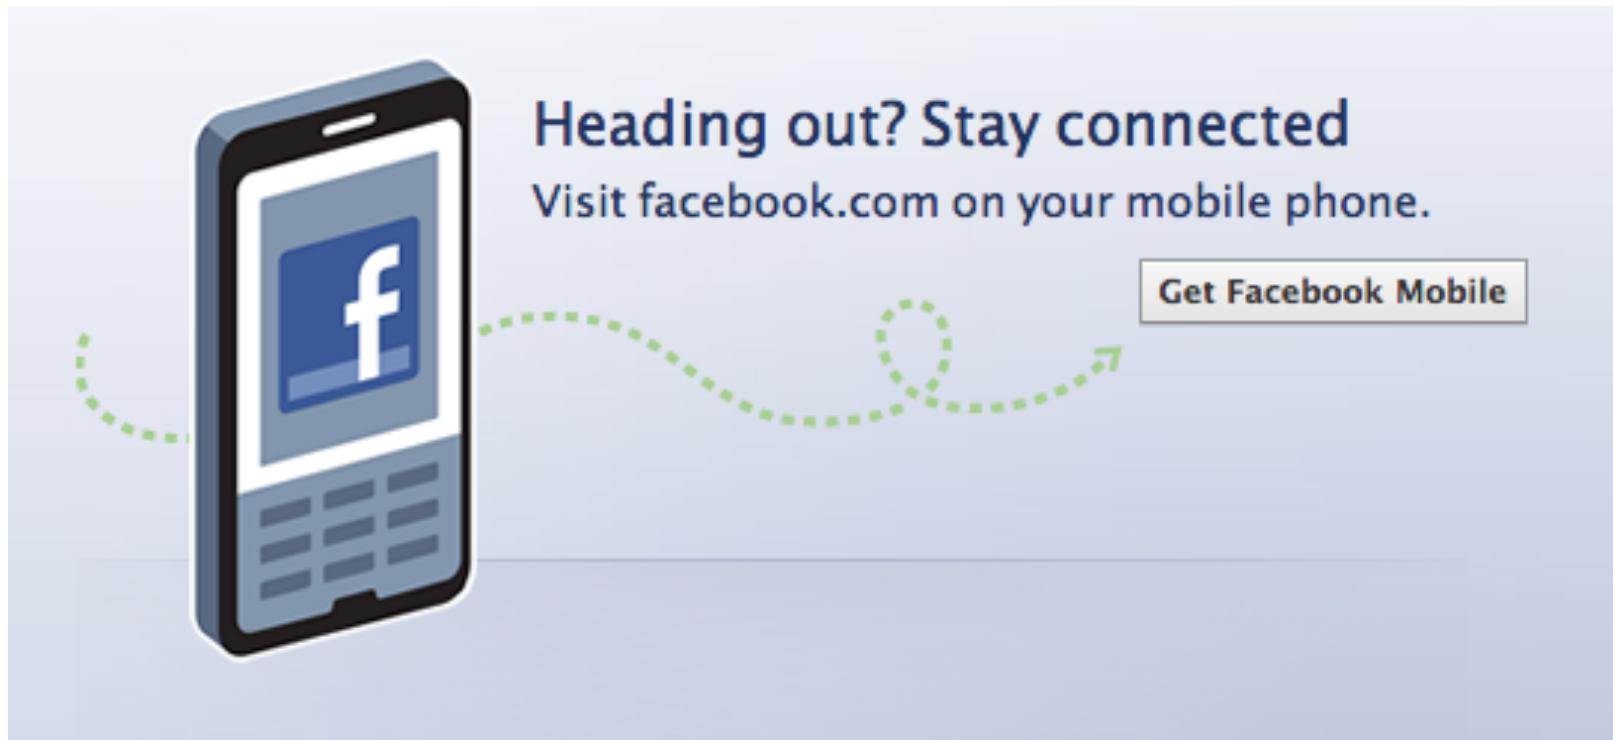 Heading out? Stay connected
Visit facebook.com on your mobile phone.
Get Facebook Mobile
f